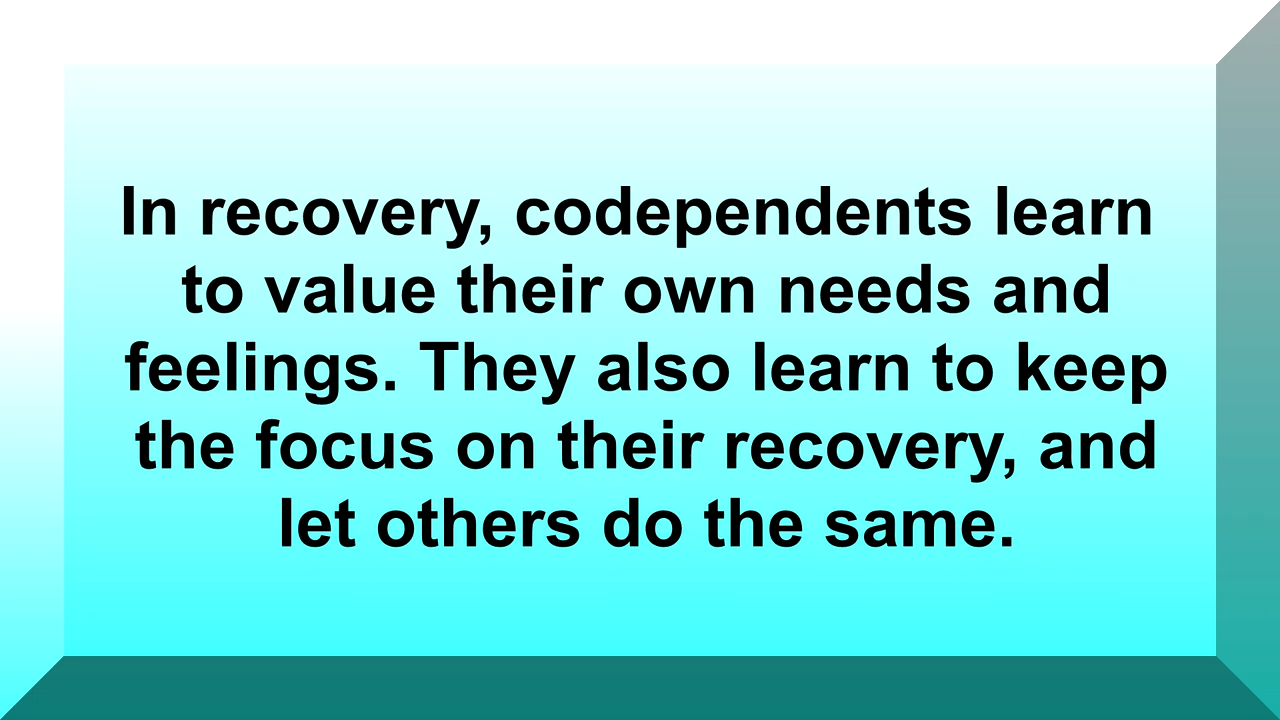 In recovery, codependents learn
to value their own needs and
feelings. They also learn to keep
the focus on their recovery, and
let others do the same.